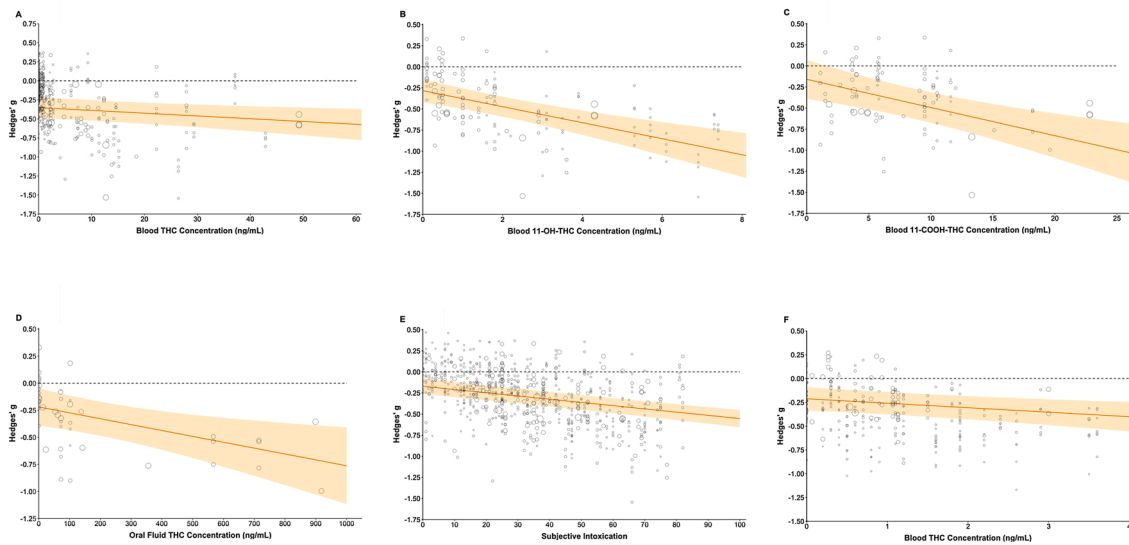 A
0.75
0.50
0.25
0.00
-0.25
-0.50
-0.75
-1.00
-1.25
-1.50
-1.75
Hedges' g
0 10 20 30 40 50 60
Blood THC Concentration (ng/mL)
B
0.50
0.25
0.00
-0.25
-0.50
-0.75
-1.00
-1.25
-1.50
-1.75
Hedges' g
0 2 4 6 8
Blood 11-OH-THC Concentration (ng/mL)
C
0.50
0.25
0.00
-0.25
-0.50
-0.75
-1.00
-1.25
-1.50
-1.75
Hedges' g
0 5 10 15 20 25
Blood 11-COOH-THC Concentration (ng/mL)
D
0.50
0.25
0.00
-0.25
-0.50
-0.75
-1.00
-1.25
Hedges' g
0 100 200 300 400 500 600 700 800 900 1000
Oral Fluid THC Concentration (ng/mL)
E
0.50
0.25
0.00
-0.25
-0.50
-0.75
-1.00
-1.25
-1.50
-1.75
Hedges' g
0 10 20 30 40 50 60 70 80 90 100
Subjective Intoxication
F
0.50
0.25
0.00
-0.25
-0.50
-0.75
-1.00
-1.25
-1.50
Hedges' g
1 2 3 4
Blood THC Concentration (ng/mL)